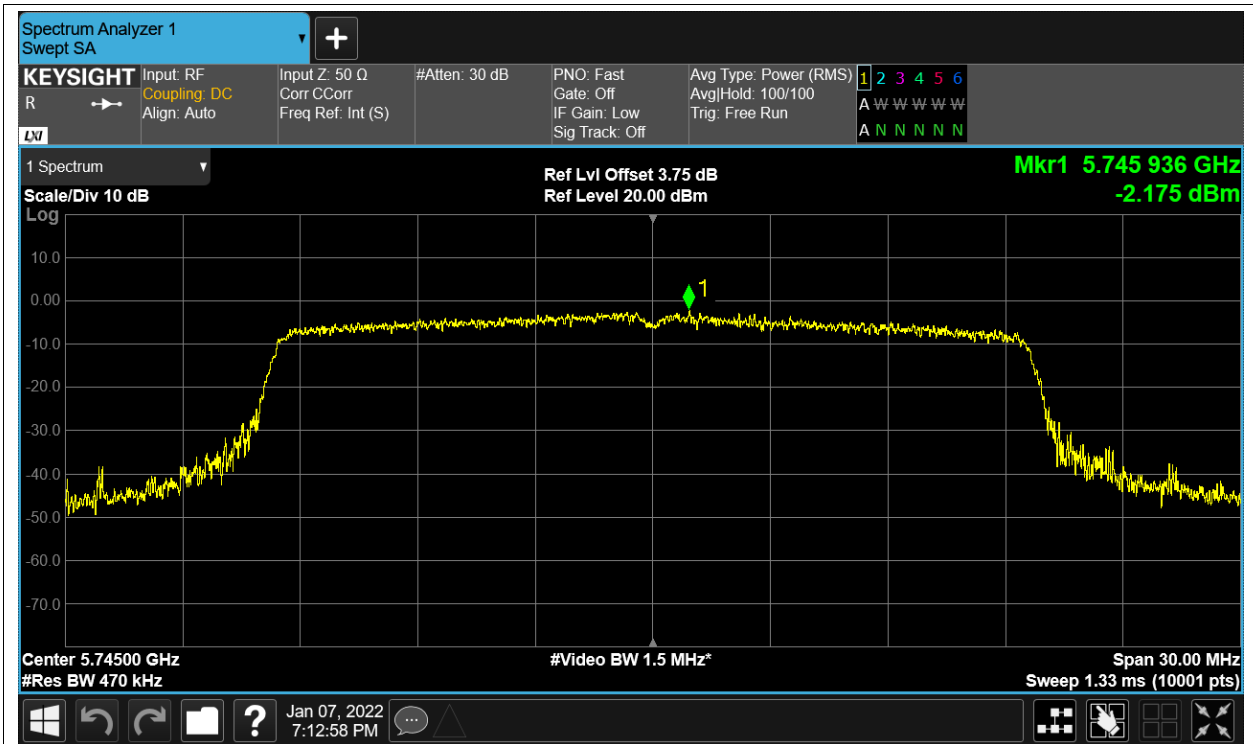 Spectrum Analyzer 1
Swept SA
KEYSIGHT
R
LXI
Input: RF
Coupling: DC
Align: Auto
Input Z: 50 Ω
Corr CCorr
Freq Ref: Int (S)
#Atten: 30 dB
PNO: Fast
Gate: Off
IF Gain: Low
Sig Track: Off
Avg Type: Power (RMS)
Avg|Hold: 100/100
Trig: Free Run
1 2 3 4 5 6
A W W W W W
A N N N N N
1 Spectrum
Scale/Div 10 dB
Log
Ref Lvl Offset 3.75 dB
Ref Level 20.00 dBm
Mkr1 5.745 936 GHz
-2.175 dBm
10.0
0.00
-10.0
-20.0
-30.0
-40.0
-50.0
-60.0
-70.0
1
Center 5.74500 GHz
#Res BW 470 kHz
#Video BW 1.5 MHz*
Span 30.00 MHz
Sweep 1.33 ms (10001 pts)
?
Jan 07, 2022
7:12:58 PM